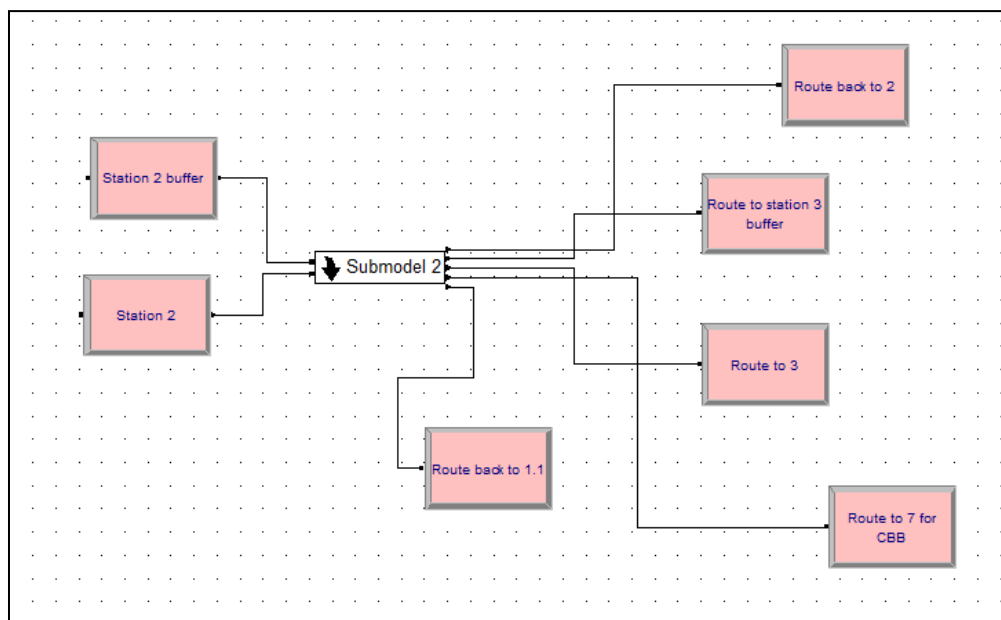 Route back to 2
Station 2 buffer
Route to station 3
buffer
Submodel 2
Station 2
Route to 3
Route back to 1.1
Route to 7 for
CBB